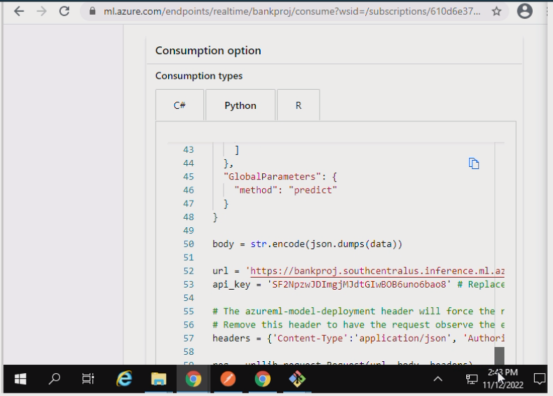 ml.azure.com/endpoints/realtime/bankproj/consume?wsid=/subscriptions/610d6e37...
Consumption option
Consumption types
C#
Python
R
43 ]
44 },
45 "GlobalParameters": {
46 "method": "predict"
47 }
48 }
49
50 body = str.encode(json.dumps(data))
51
52 url = 'https://bankproj.southcentralus.inference.ml.az
53 api_key = 'SF2NpzwJDImgjMJdtGIwBOB6uno6bao8' # Replace
54
55 # The azureml-model-deployment header will force the r
56 # Remove this header to have the request observe the e
57 headers = {'Content-Type':'application/json', 'Authori
58
2:43 PM
11/12/2022